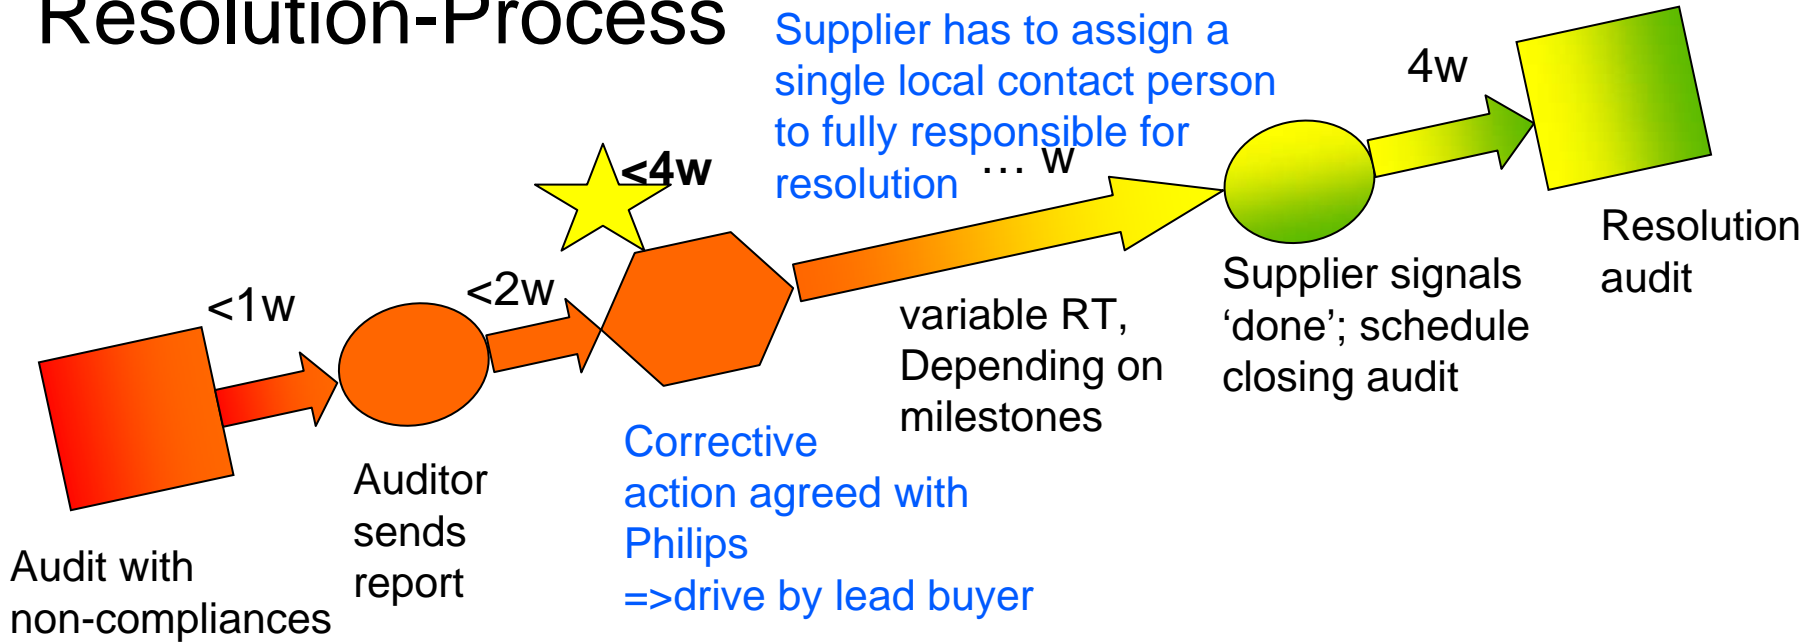 Resolution-Process
Supplier has to assign a
single local contact person
to fully responsible for
resolution
… w
4w
<4w
<2w
<1w
Resolution
audit
Supplier signals
‘done’; schedule
closing audit
variable RT,
Depending on
milestones
Corrective
action agreed with
Philips
=>drive by lead buyer
Auditor
sends
report
Audit with
non-compliances